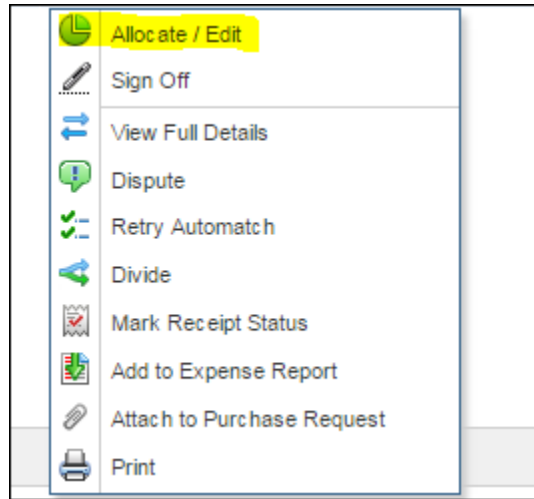 Allocate / Edit
Sign Off
View Full Details
Dispute
Retry Automatch
Divide
Mark Receipt Status
Add to Expense Report
Attach to Purchase Request
Print